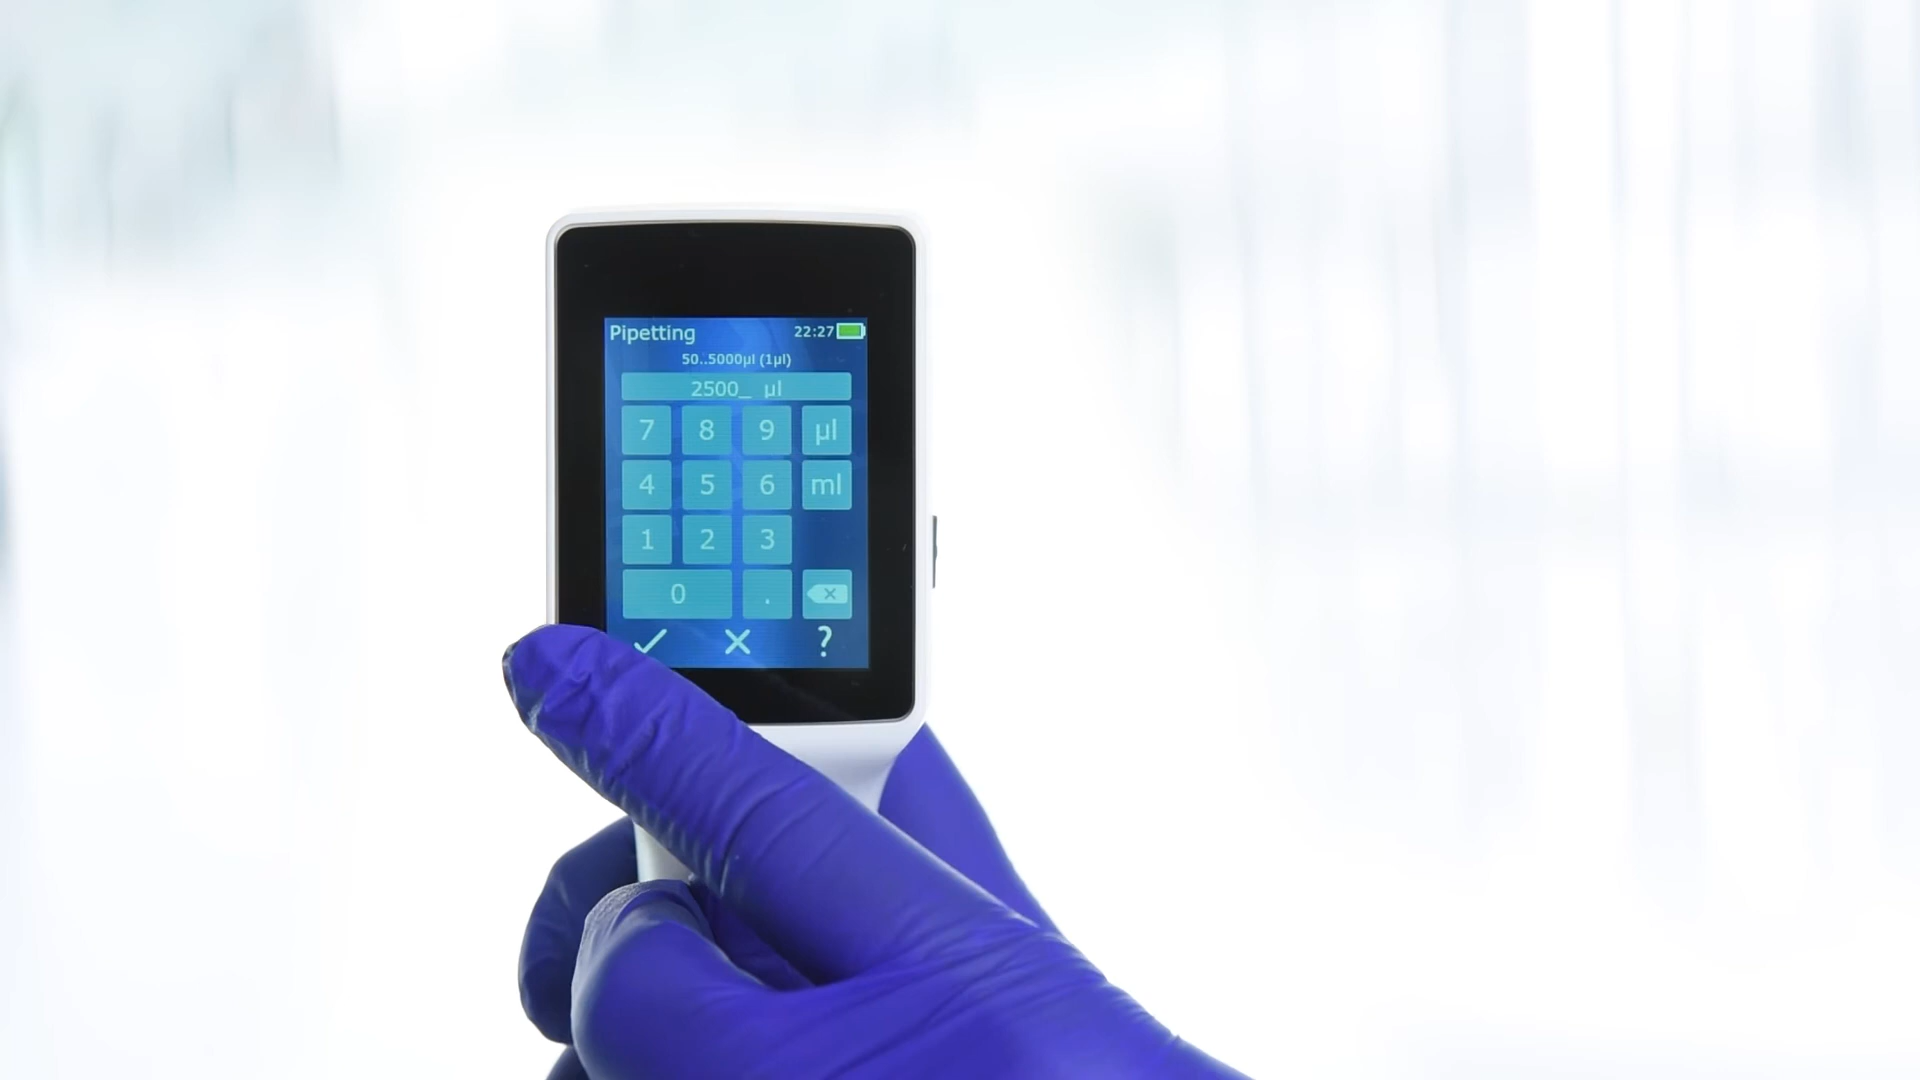 Pipetting 22:27
50..5000µl (1µl)
2500_ µl
7 8 9 µl
4 5 6 ml
1 2 3
0 .
?